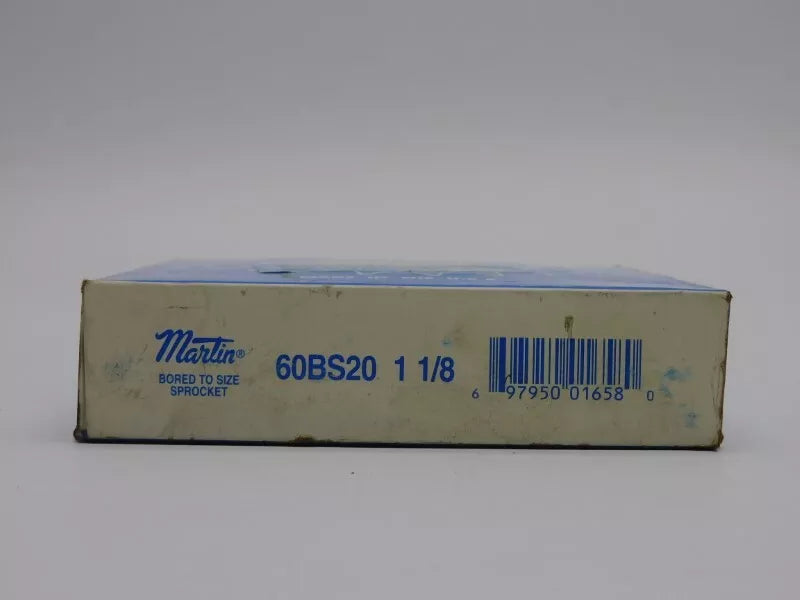 Martin®
BORED TO SIZE
SPROCKET
60BS20 1 1/8
6 97950 01658 0